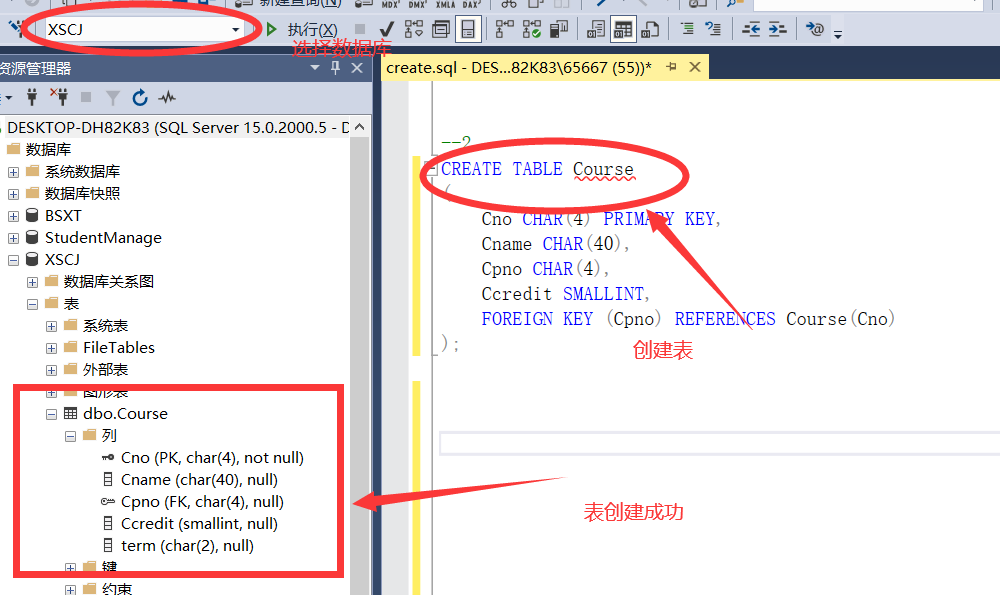 新建查询(N)
MDX DMX XMLA DAX
XSCJ
执行(X)
选择数据库
资源管理器
create.sql - DES...82K83\65667 (55))*
DESKTOP-DH82K83 (SQL Server 15.0.2000.5 - D
数据库
系统数据库
数据库快照
BSXT
StudentManage
XSCJ
数据库关系图
表
系统表
FileTables
外部表
图形表
dbo.Course
列
Cno (PK, char(4), not null)
Cname (char(40), null)
Cpno (FK, char(4), null)
Ccredit (smallint, null)
term (char(2), null)
键
约束
--2
CREATE TABLE Course
(
Cno CHAR(4) PRIMARY KEY,
Cname CHAR(40),
Cpno CHAR(4),
Ccredit SMALLINT,
FOREIGN KEY (Cpno) REFERENCES Course(Cno)
);
创建表
表创建成功